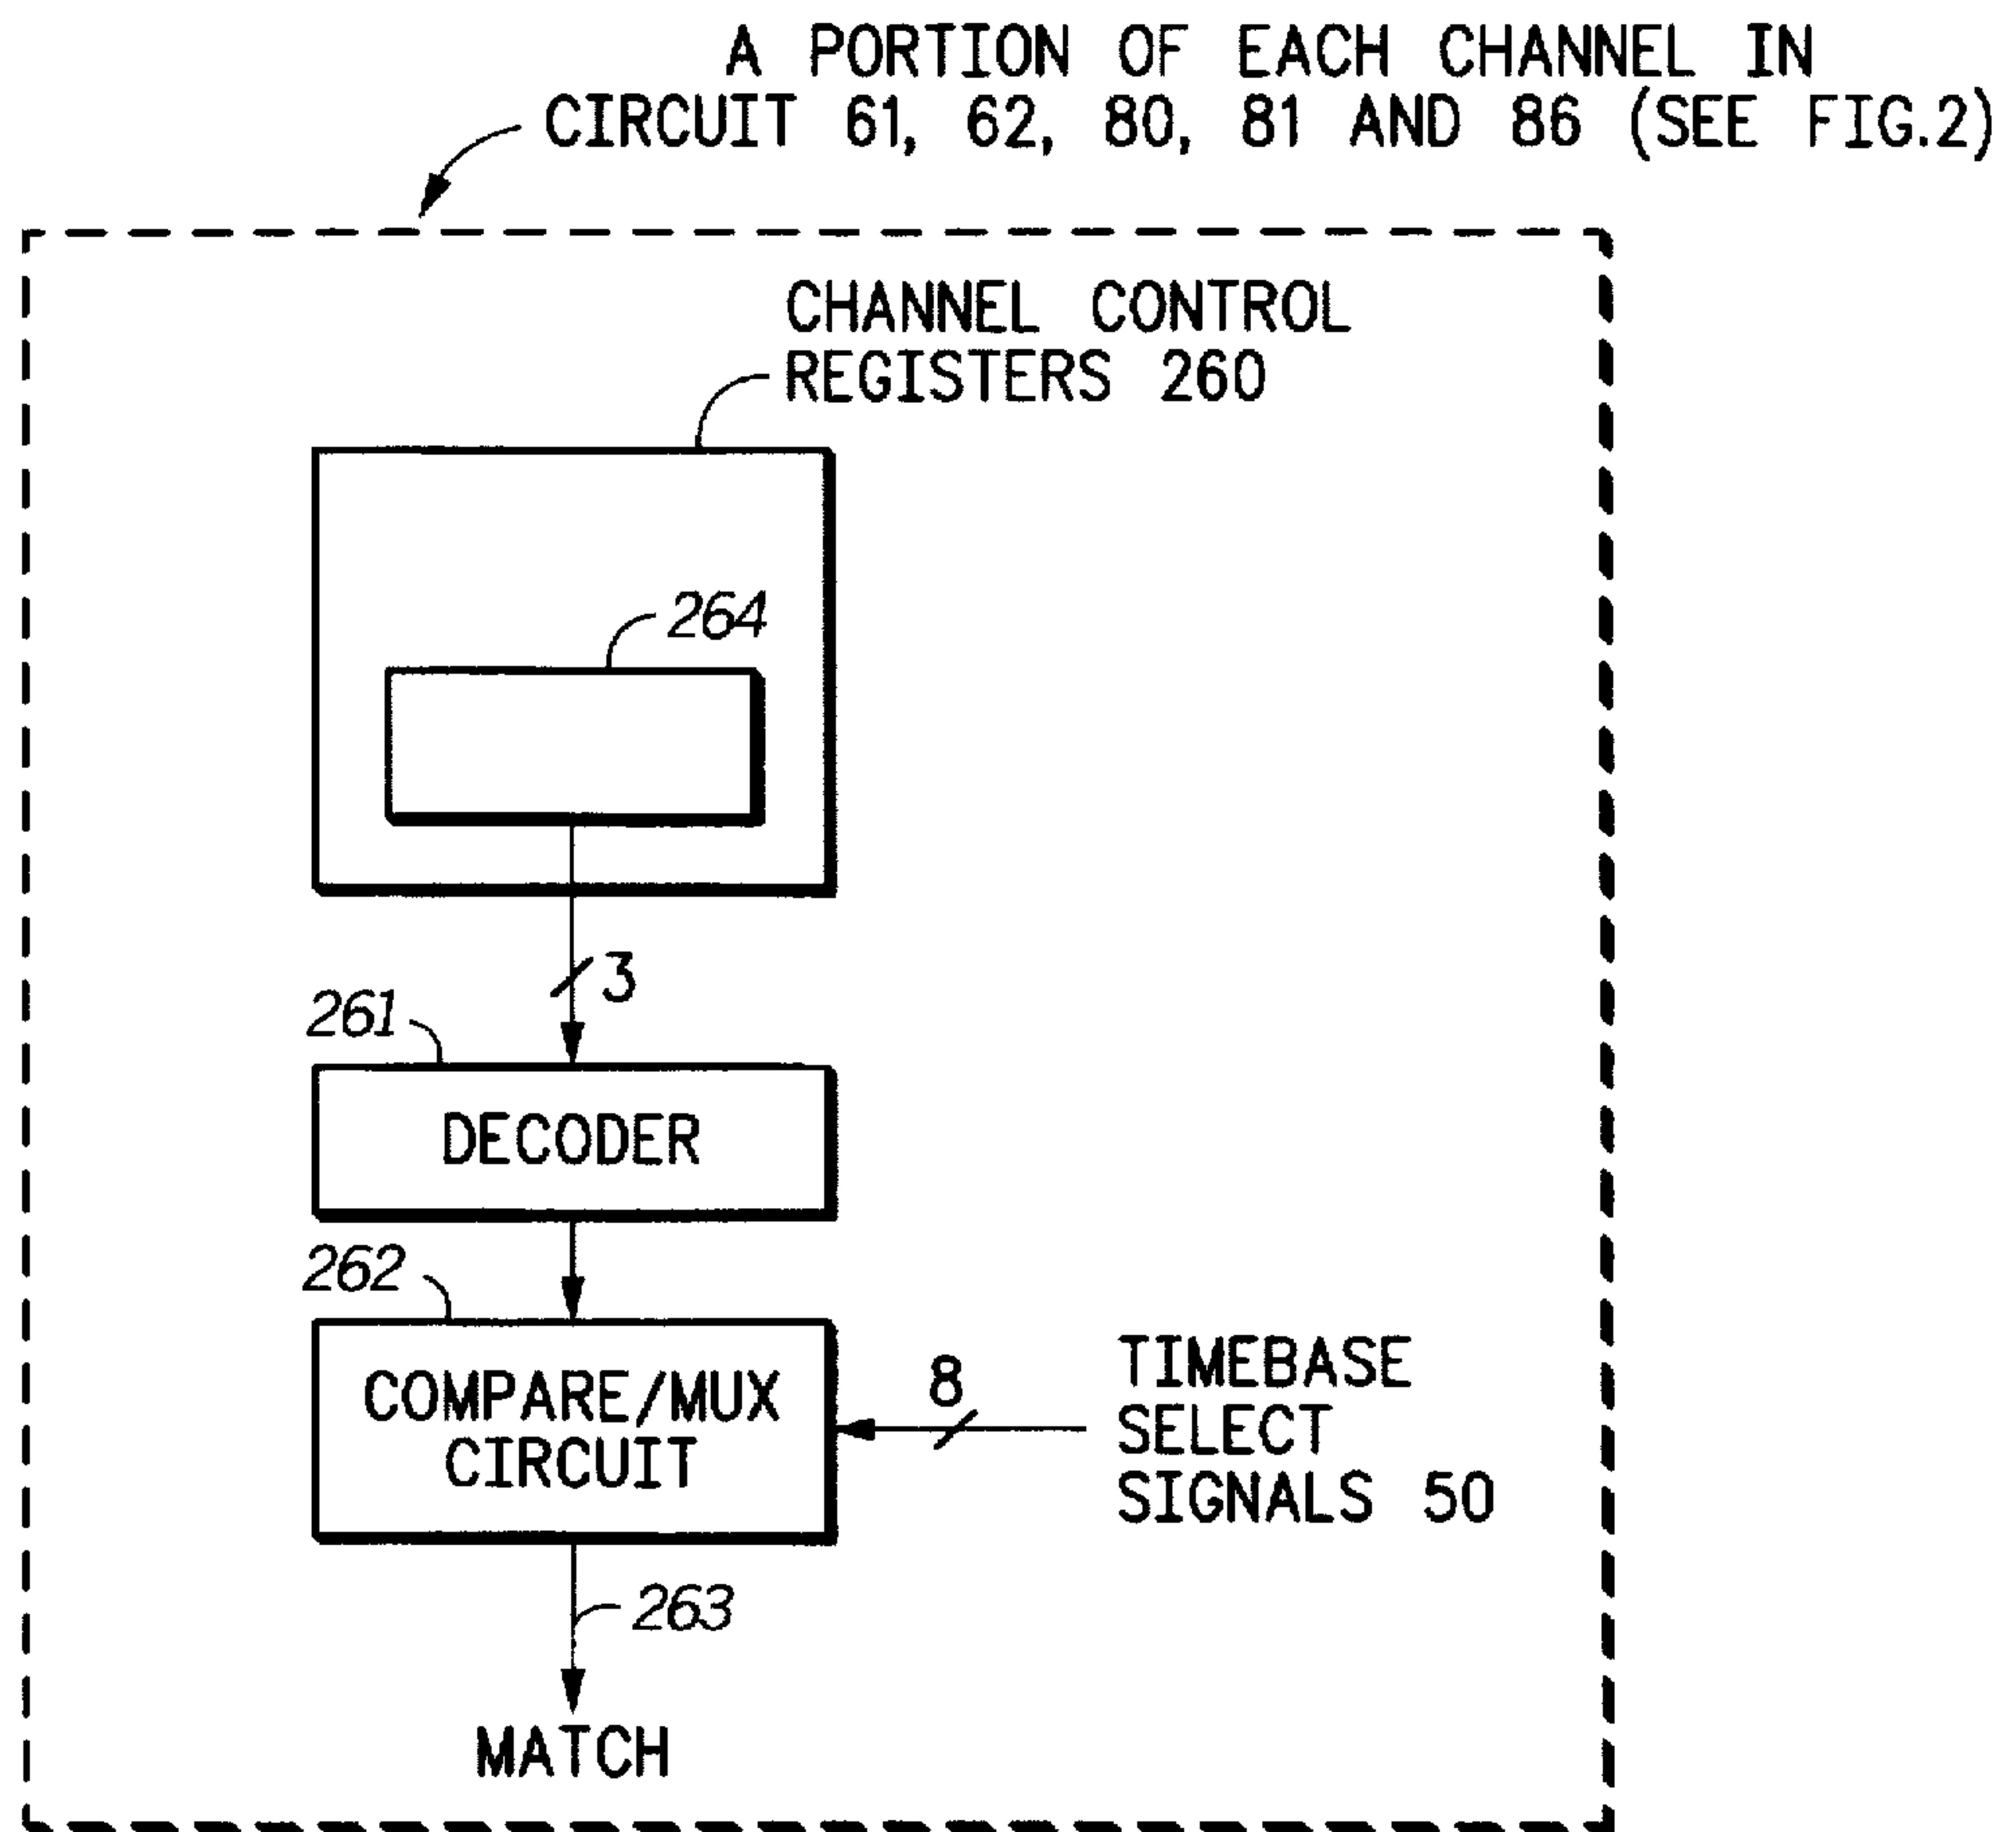 A PORTION OF EACH CHANNEL IN
CIRCUIT 61, 62, 80, 81 AND 86 (SEE FIG.2)
CHANNEL CONTROL
REGISTERS 260
264
3
261
DECODER
262
COMPARE/MUX
CIRCUIT
8
TIMEBASE
SELECT
SIGNALS 50
263
MATCH